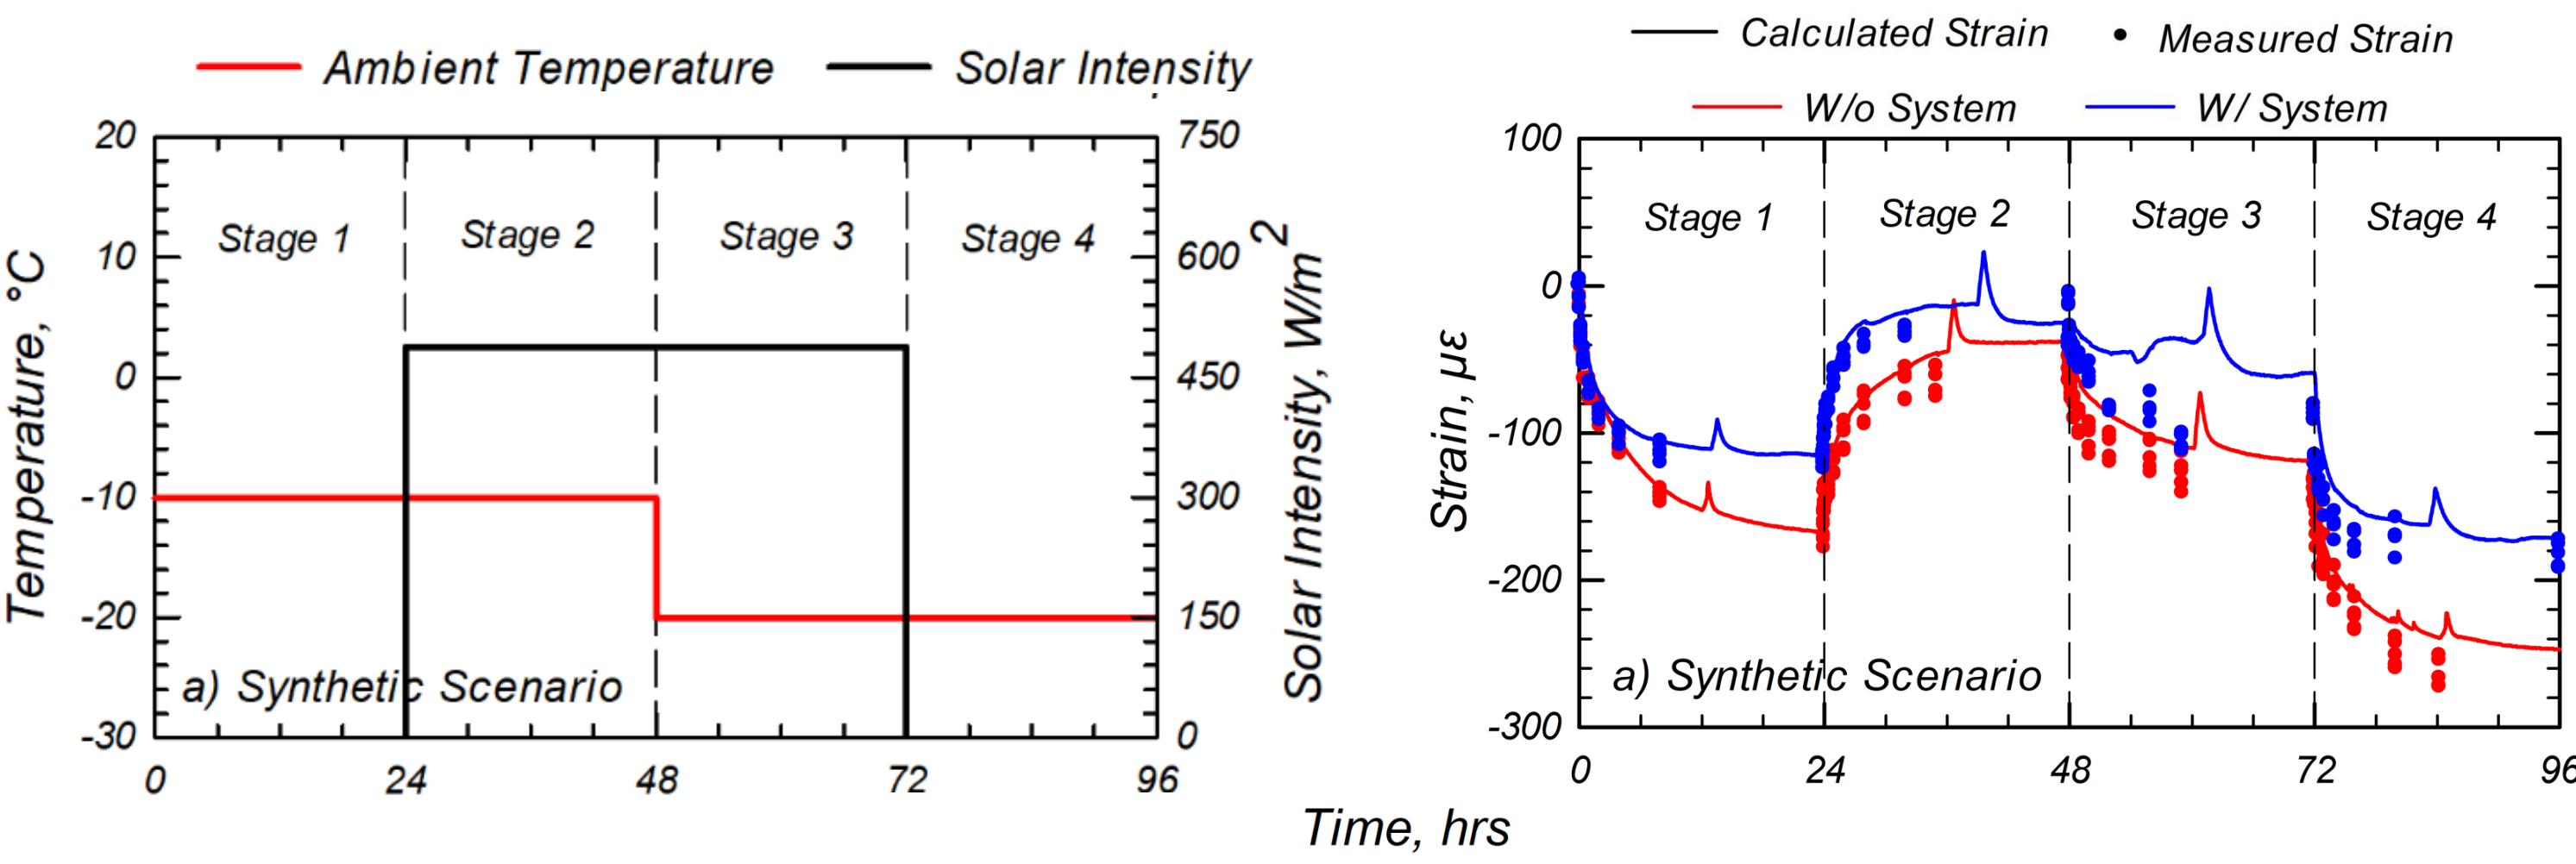 Ambient Temperature Solar Intensity
20
10
0
-10
-20
-30
Temperature, °C
Stage 1 Stage 2 Stage 3 Stage 4
a) Synthetic Scenario
750
600
450
300
150
0
Solar Intensity, W/m 2
0 24 48 72 96
Calculated Strain Measured Strain
W/o System W/ System
100
0
-100
-200
-300
Strain, με
Stage 1 Stage 2 Stage 3 Stage 4
a) Synthetic Scenario
0 24 48 72 96
Time, hrs